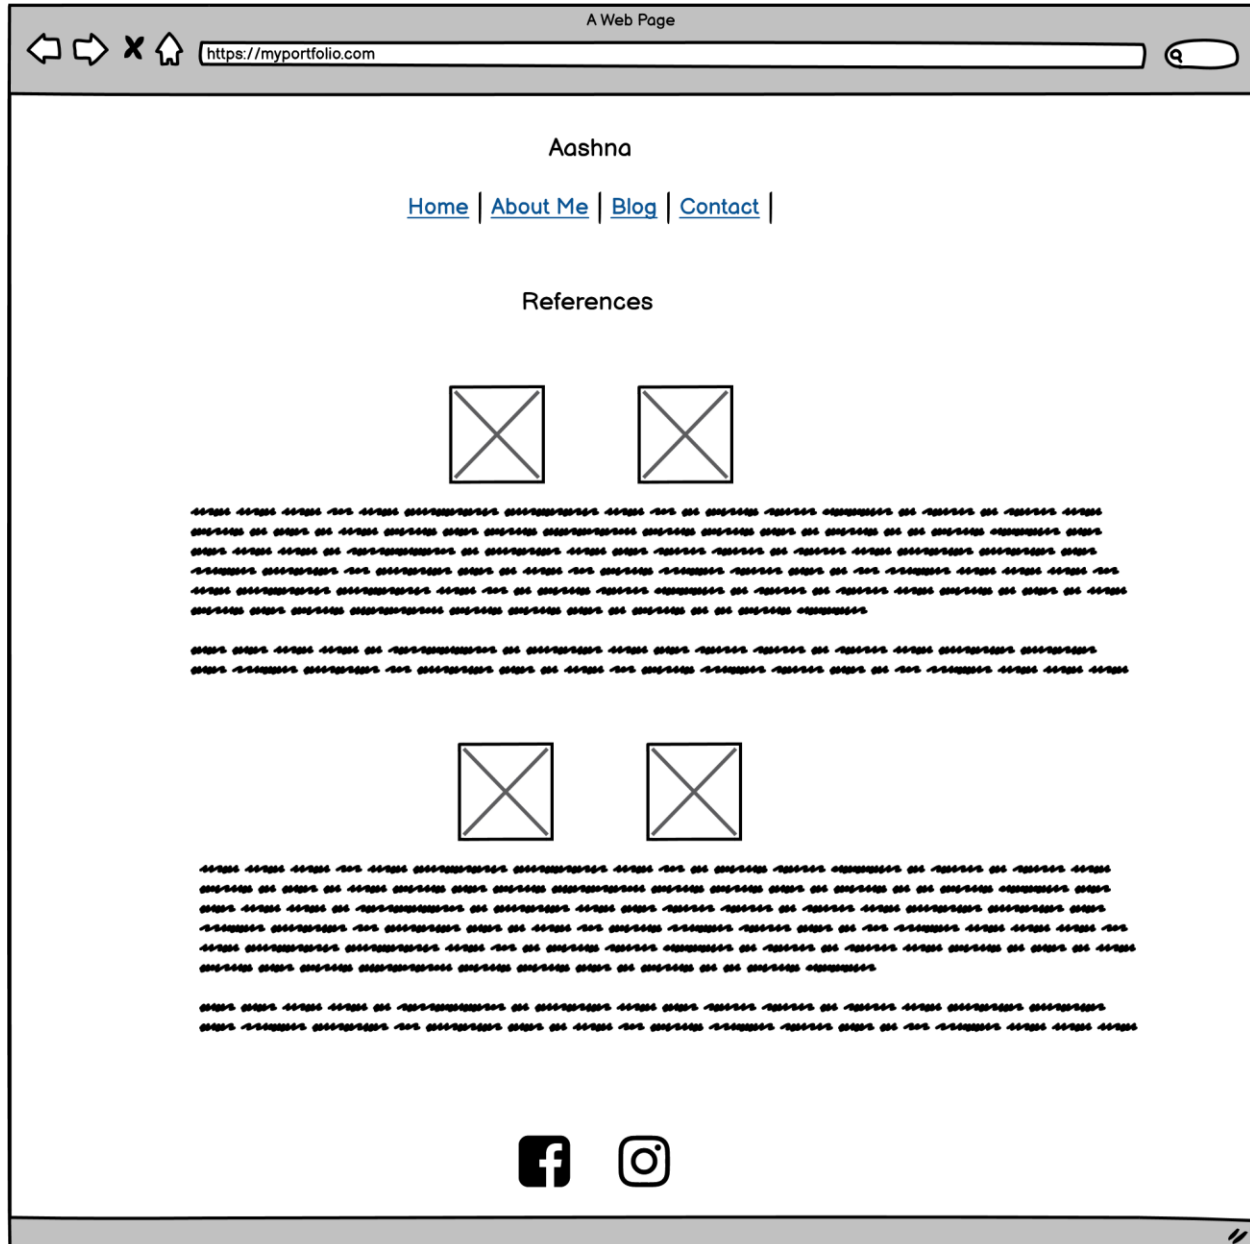 A Web Page
https://myportfolio.com
Aashna
Home | About Me | Blog | Contact |
References